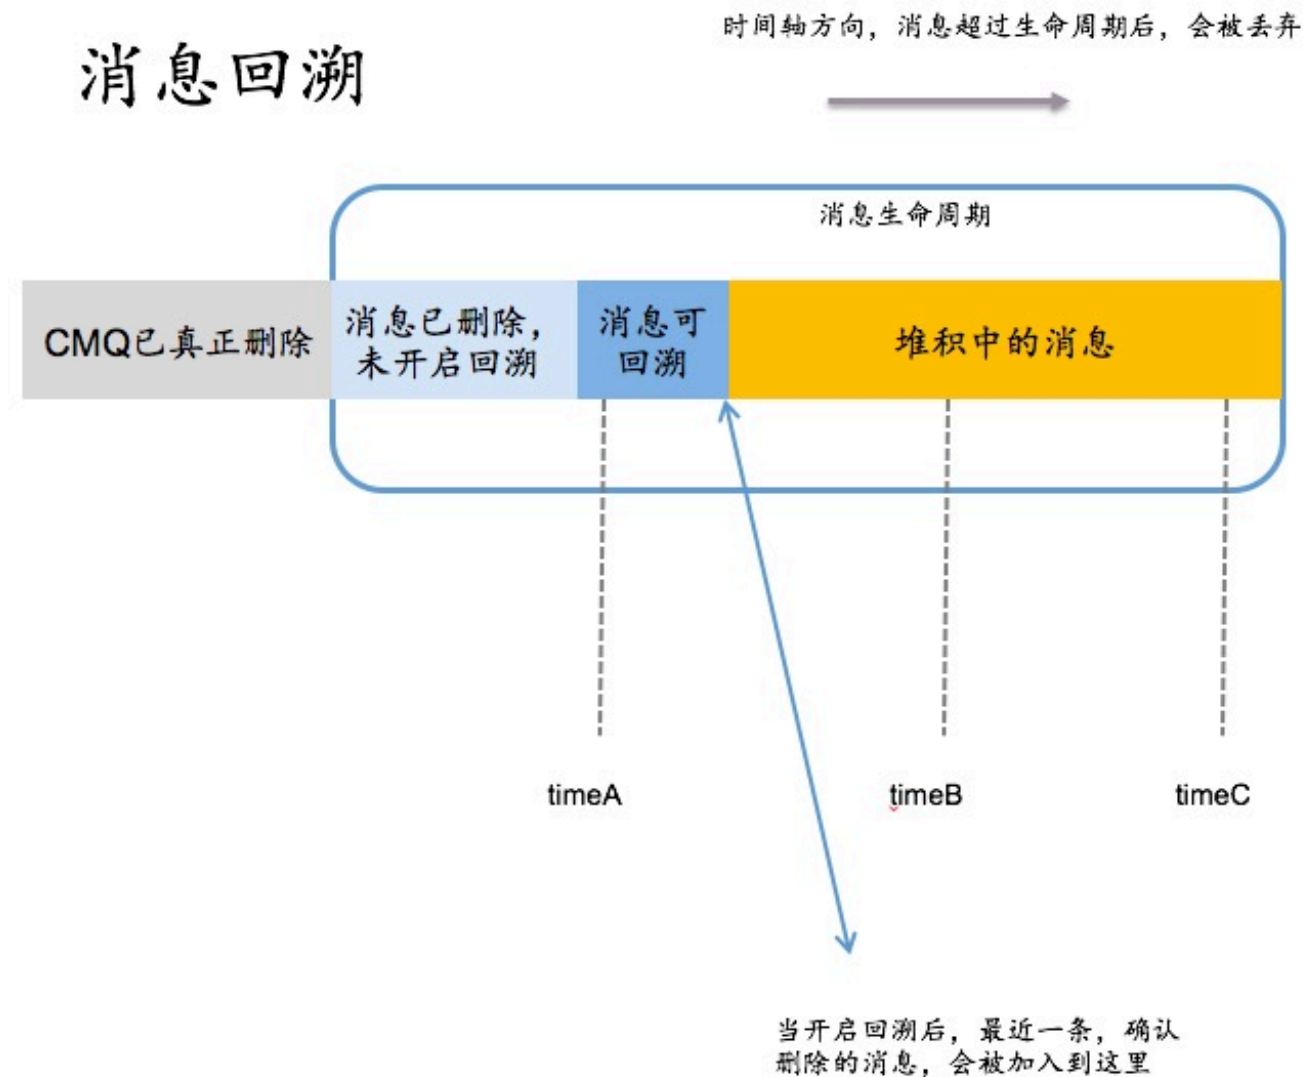 时间轴方向，消息超过生命周期后，会被丢弃
消息回溯
消息生命周期
CMQ已真正删除
消息已删除，
未开启回溯
消息可
回溯
堆积中的消息
timeA
timeB
timeC
当开启回溯后，最近一条，确认
删除的消息，会被加入到这里